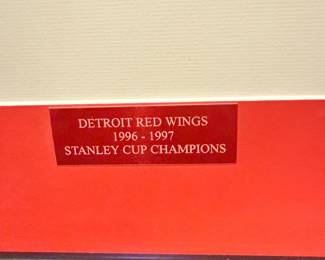 DETROIT RED WINGS
1996 - 1997
STANLEY CUP CHAMPIONS